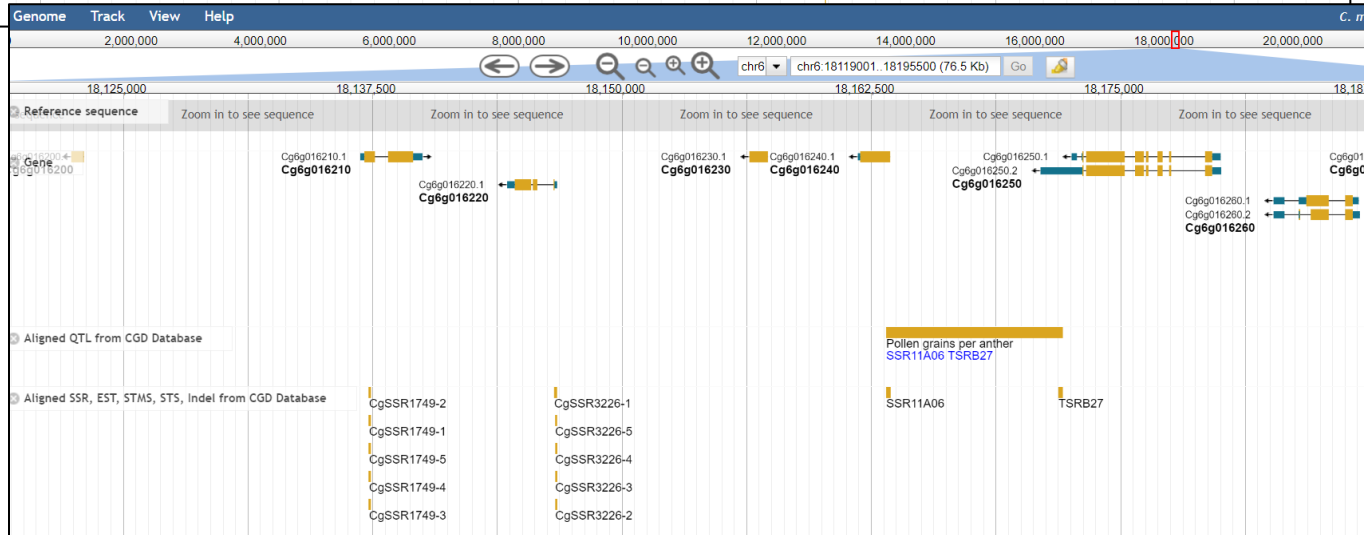 Genome Track View Help C. m
2,000,000 4,000,000 6,000,000 8,000,000 10,000,000 12,000,000 14,000,000 16,000,000 18,000,000 20,000,000
chr6 chr6:18119001..18195500 (76.5 Kb) Go
18,125,000 18,137,500 18,150,000 18,162,500 18,175,000 18,18
Reference sequence Zoom in to see sequence Zoom in to see sequence Zoom in to see sequence Zoom in to see sequence Zoom in to see sequence
Gene
Cg6g016210.1 Cg6g016230.1 Cg6g016240.1 Cg6g016250.1 Cg6g01
Cg6g016210 Cg6g016230 Cg6g016240 Cg6g016250.2
Cg6g016220.1 Cg6g016250
Cg6g016220 Cg6g016260.1
Cg6g016260.2
Cg6g016260
Aligned QTL from CGD Database
Pollen grains per anther
SSR11A06 TSRB27
Aligned SSR, EST, STMS, STS, Indel from CGD Database
CgSSR1749-2 CgSSR3226-1 SSR11A06 TSRB27
CgSSR1749-1 CgSSR3226-5
CgSSR1749-5 CgSSR3226-4
CgSSR1749-4 CgSSR3226-3
CgSSR1749-3 CgSSR3226-2